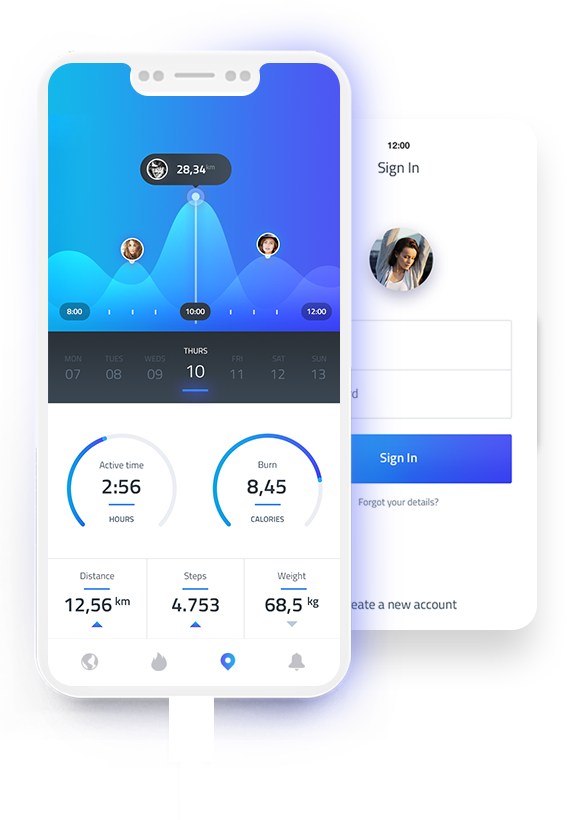 28,34 km
8:00 10:00 12:00
MON TUES WEDS THURS FRI SAT SUN
07 08 09 10 11 12 13
Active time
2:56
HOURS
Burn
8,45
CALORIES
Distance
12,56 km
Steps
4.753
Weight
68,5 kg
12:00
Sign In
d
Sign In
Forgot your details?
eate a new account